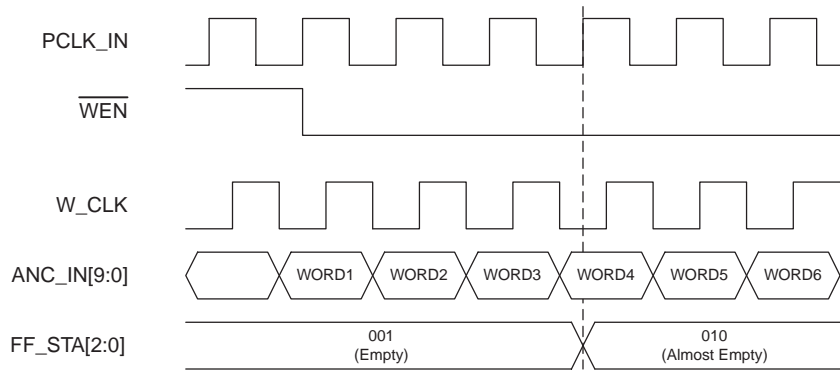 PCLK_IN
WEN
W_CLK
ANC_IN[9:0]
WORD1 WORD2 WORD3 WORD4 WORD5 WORD6
FF_STA[2:0]
001
(Empty)
010
(Almost Empty)